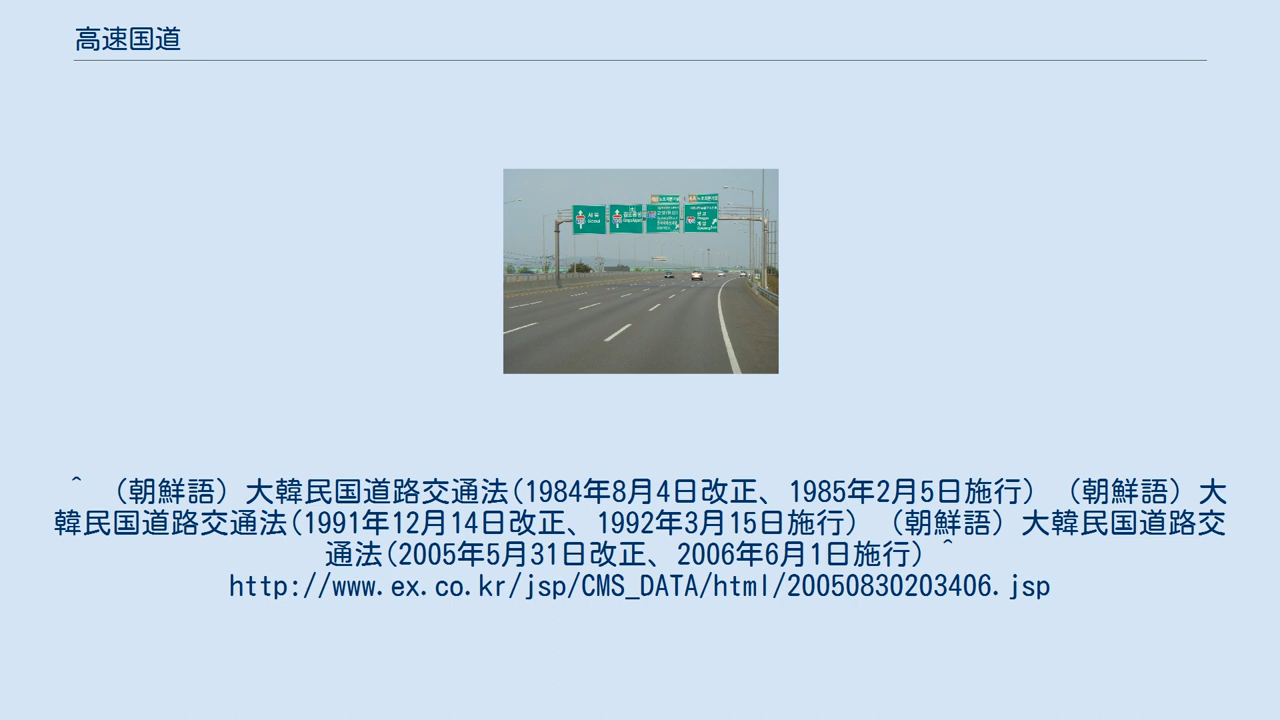 高速国道
서울
Seoul
^ （朝鮮語）大韓民国道路交通法(1984年8月4日改正、1985年2月5日施行）（朝鮮語）大
韓民国道路交通法(1991年12月14日改正、1992年3月15日施行）（朝鮮語）大韓民国道路交
通法(2005年5月31日改正、2006年6月1日施行）^
http://www.ex.co.kr/jsp/CMS_DATA/html/20050830203406.jsp